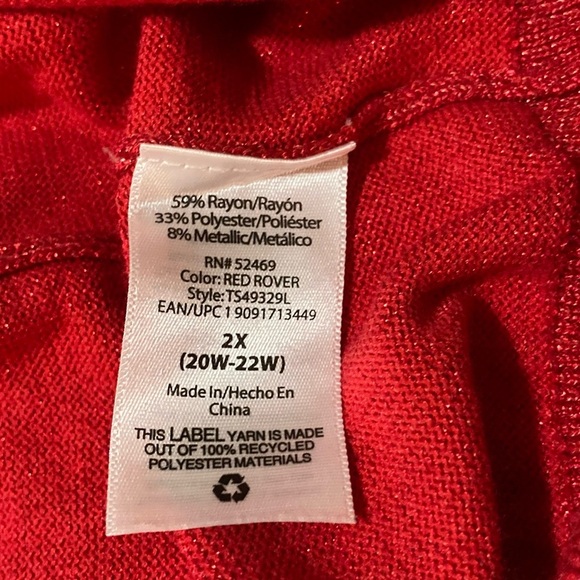 59% Rayon/Rayón
33% Polyester/Poliéster
8% Metallic/Metálico
RN# 52469
Color: RED ROVER
Style: TS49329L
EAN/UPC 1 9091713449
2X
(20W-22W)
Made In/Hecho En
China
THIS LABEL YARN IS MADE
OUT OF 100% RECYCLED
POLYESTER MATERIALS